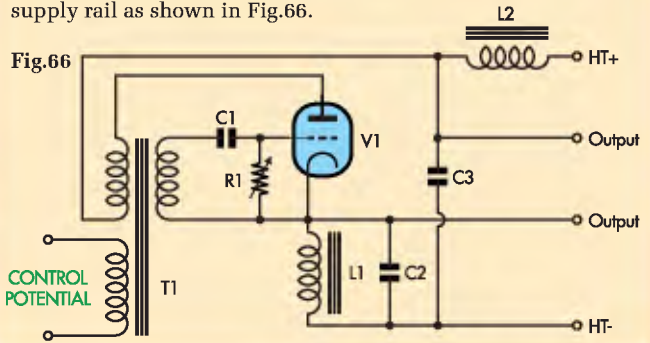 supply rail as shown in Fig.66.
Fig.66
L2
HT+
C1
V1
Output
R1
C3
Output
CONTROL
POTENTIAL
T1
L1
C2
HT-